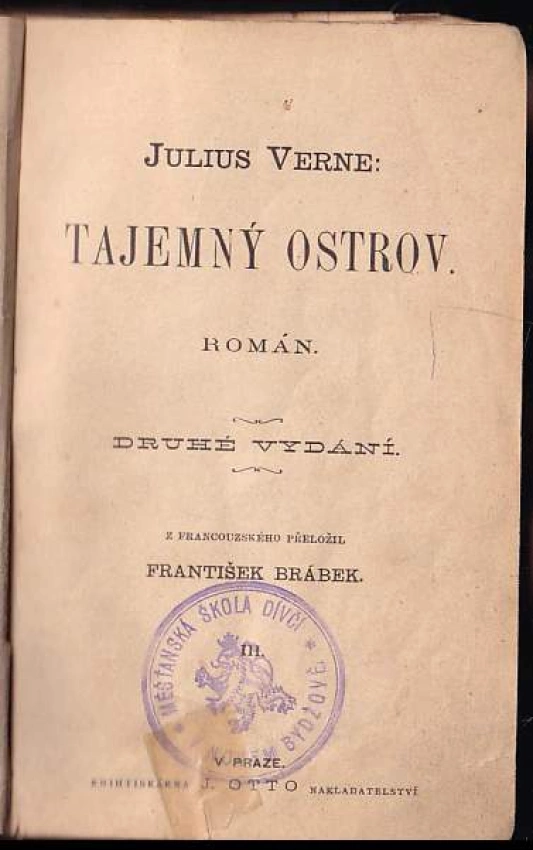 JULIUS VERNE:
TAJEMNÝ OSTROV.
ROMÁN.
DRUHÉ VYDÁNÍ.
Z FRANCOUZSKÉHO PŘELOŽIL
FRANTIŠEK BRÁBEK.
III.
MĚŠŤANSKÁ ŠKOLA DÍVČÍ
BYDŽOVĚ
V PRAZE.
KNIHTISKÁRNA J. OTTO NAKLADATELSTVÍ